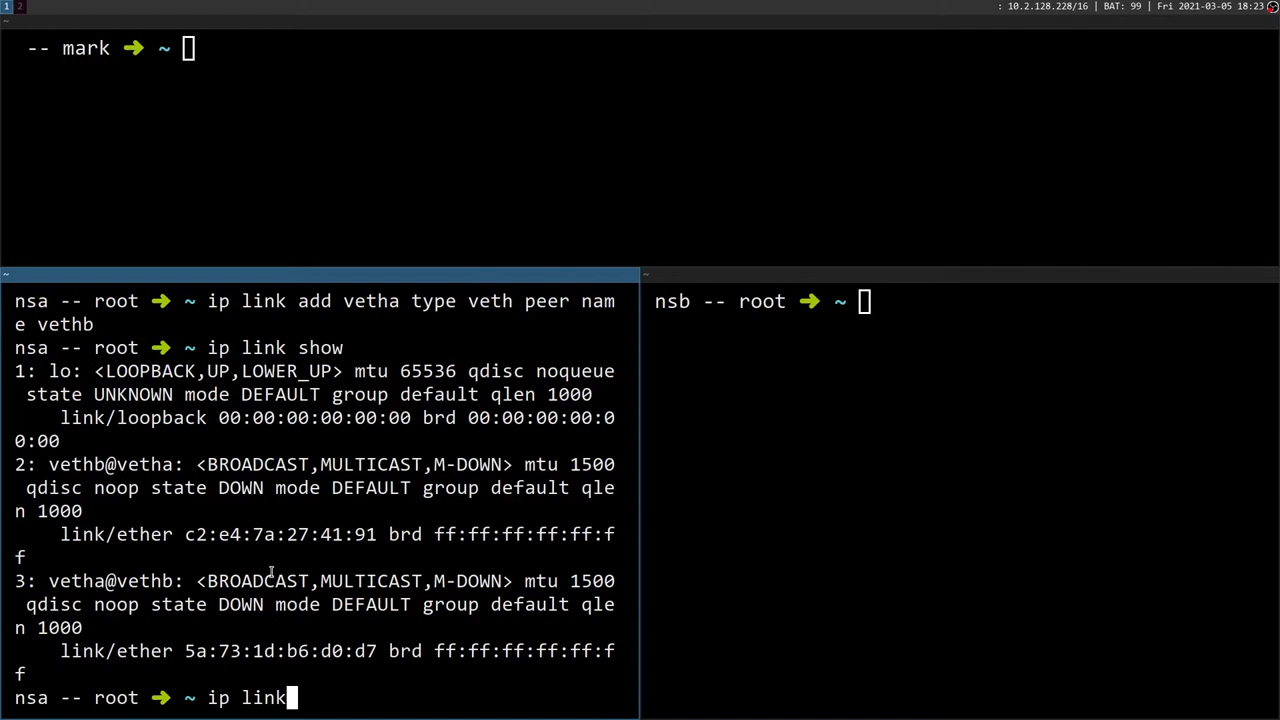 1 2 : 10.2.128.228/16 | BAT: 99 | Fri 2021-03-05 18:23
~
-- mark ➜ ~
~
nsa -- root ➜ ~ ip link add vetha type veth peer nam
e vethb
nsa -- root ➜ ~ ip link show
1: lo: <LOOPBACK,UP,LOWER_UP> mtu 65536 qdisc noqueue
state UNKNOWN mode DEFAULT group default qlen 1000
link/loopback 00:00:00:00:00:00 brd 00:00:00:00:0
0:00
2: vethb@vetha: <BROADCAST,MULTICAST,M-DOWN> mtu 1500
qdisc noop state DOWN mode DEFAULT group default qle
n 1000
link/ether c2:e4:7a:27:41:91 brd ff:ff:ff:ff:ff:f
f
3: vetha@vethb: <BROADCAST,MULTICAST,M-DOWN> mtu 1500
qdisc noop state DOWN mode DEFAULT group default qle
n 1000
link/ether 5a:73:1d:b6:d0:d7 brd ff:ff:ff:ff:ff:f
f
nsa -- root ➜ ~ ip link
~
nsb -- root ➜ ~